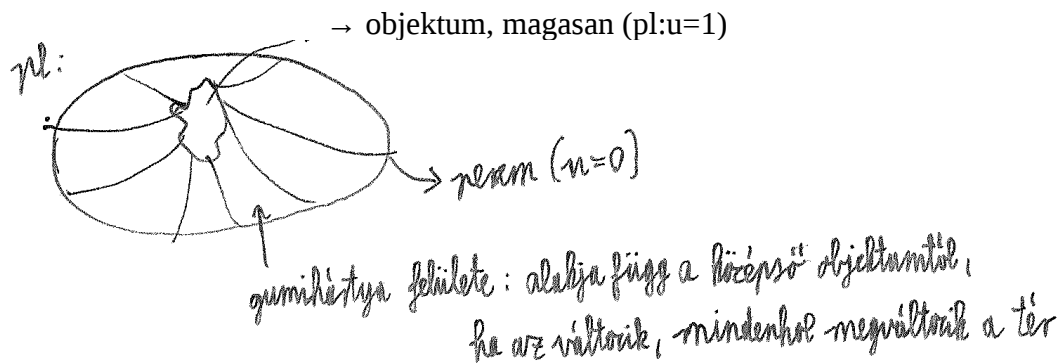 → objektum, magasan (pl:u=1)
pl:
perem (u=0)
gumihártya felülete: alakja függ a középső objektumtól,
ha az változik, mindenhol megváltozik a tér